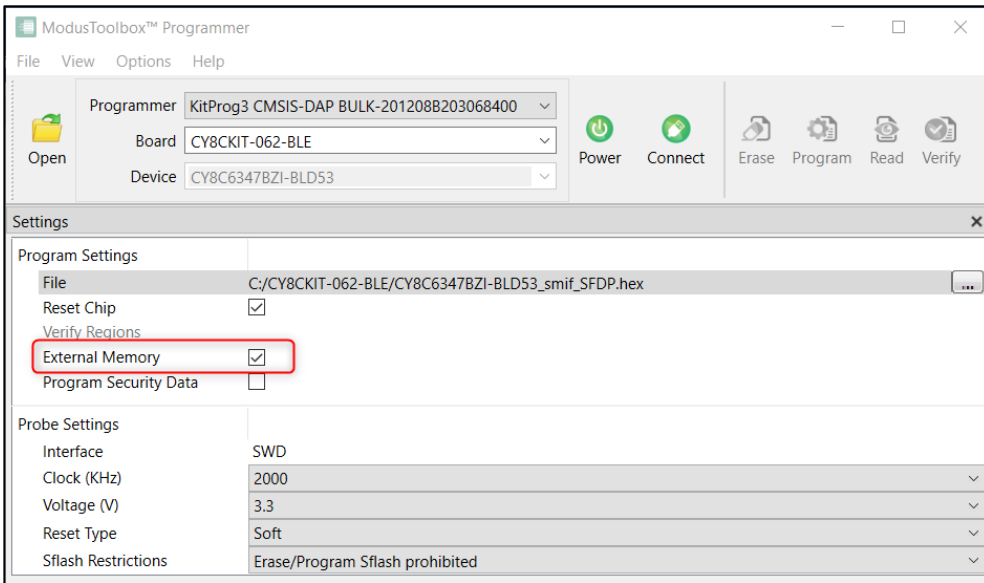 ModusToolbox™ Programmer
File View Options Help
Open
Programmer KitProg3 CMSIS-DAP BULK-201208B203068400
Board CY8CKIT-062-BLE
Device CY8C6347BZI-BLD53
Power Connect Erase Program Read Verify
Settings
Program Settings
File C:/CY8CKIT-062-BLE/CY8C6347BZI-BLD53_smif_SFDP.hex ...
Reset Chip
Verify Regions
External Memory
Program Security Data
Probe Settings
Interface SWD
Clock (KHz) 2000
Voltage (V) 3.3
Reset Type Soft
Sflash Restrictions Erase/Program Sflash prohibited